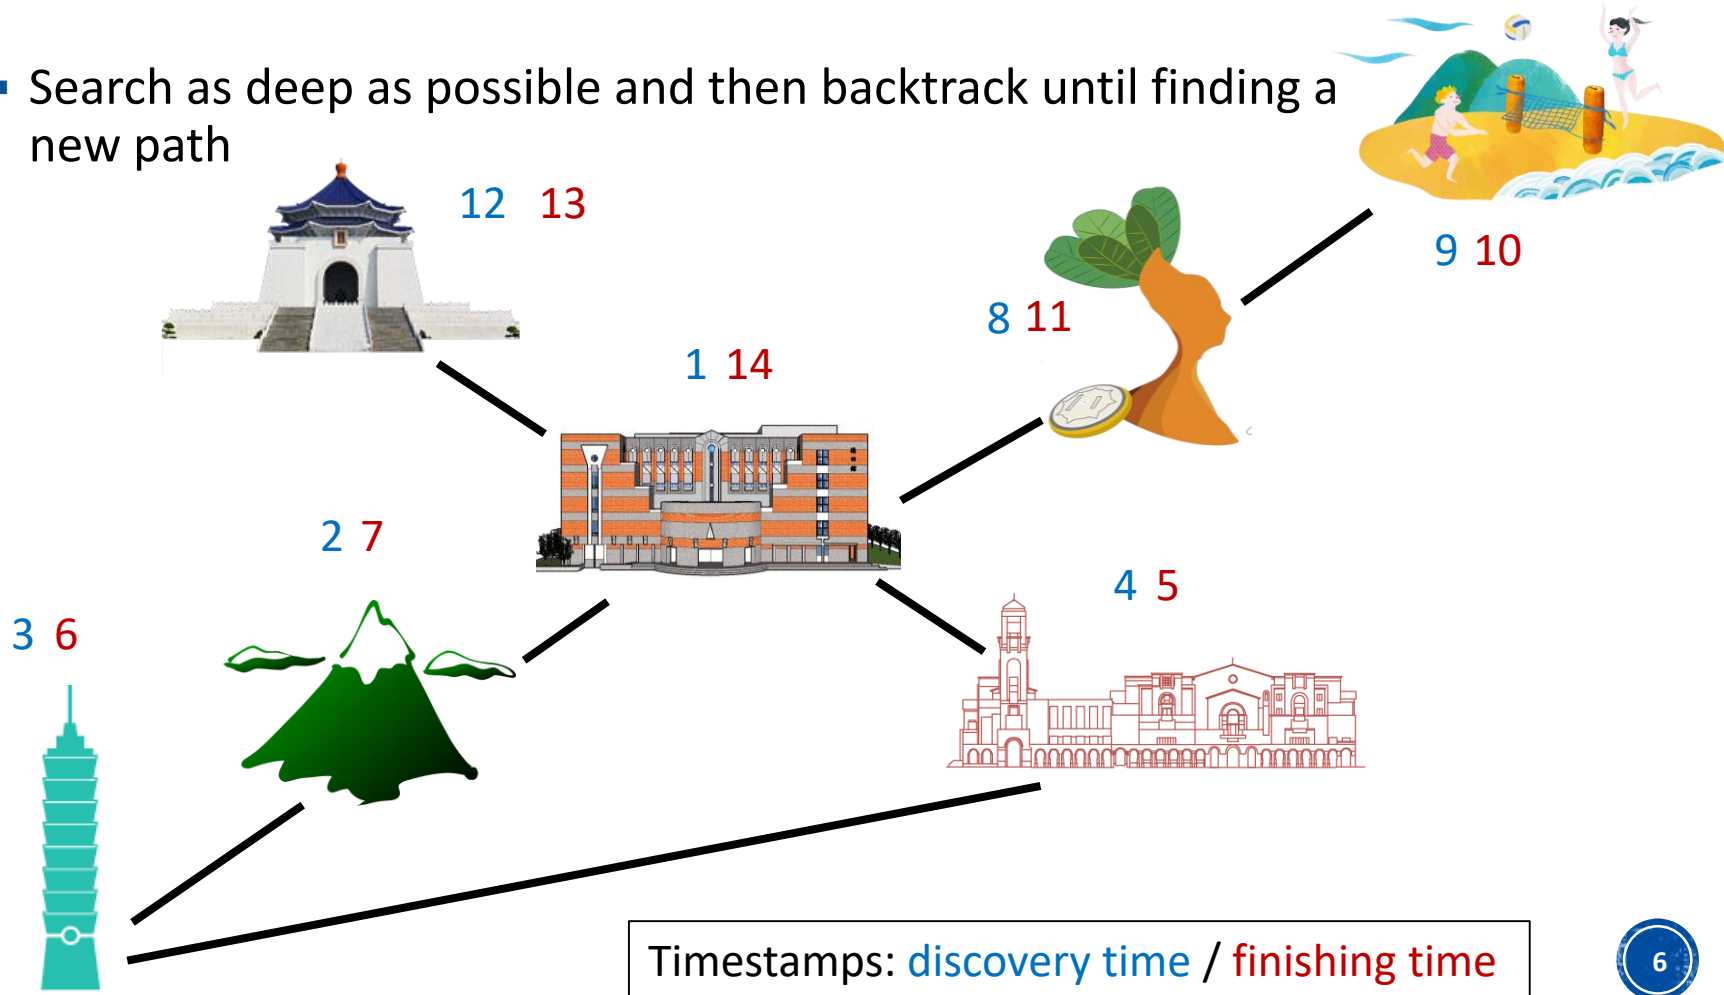 ▪ Search as deep as possible and then backtrack until finding a
new path
12 13
9 10
8 11
1 14
2 7
4 5
3 6
Timestamps: discovery time / finishing time
6